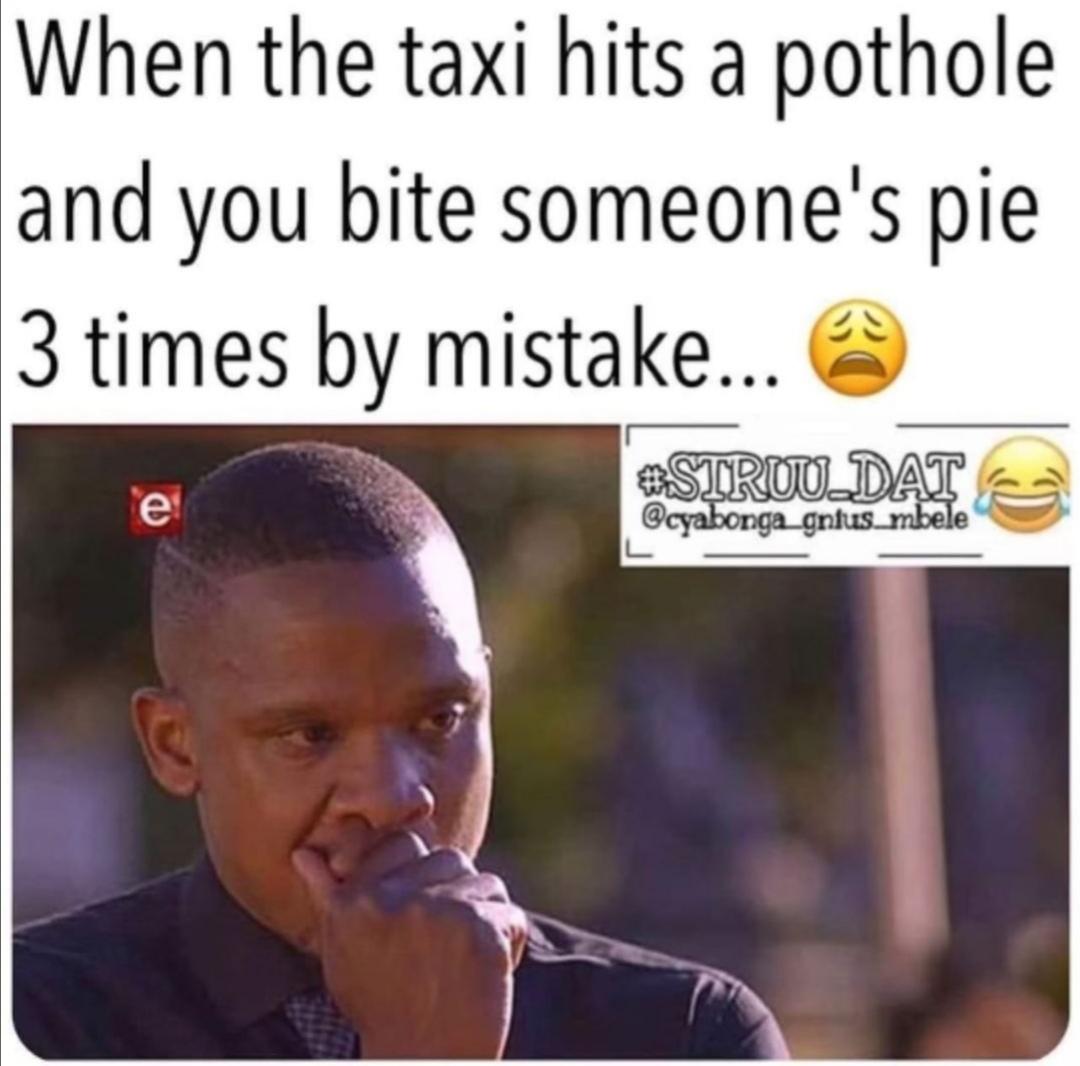 When the taxi hits a pothole
and you bite someone's pie
3 times by mistake... 😩
e
#STRUU_DAT 😂
@cyabonga_gntus_mbele